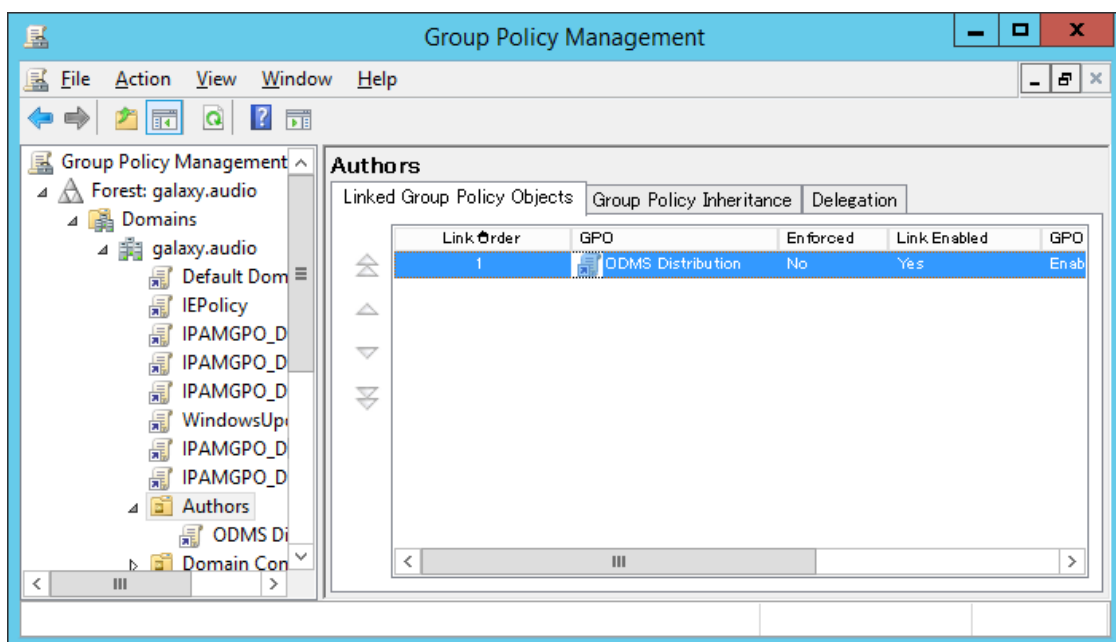 Group Policy Management
File Action View Window Help
Group Policy Management
Forest: galaxy.audio
Domains
galaxy.audio
Default Dom
IEPolicy
IPAMGPO_D
IPAMGPO_D
IPAMGPO_D
WindowsUp
IPAMGPO_D
IPAMGPO_D
Authors
ODMS Di
Domain Con
Authors
Linked Group Policy Objects Group Policy Inheritance Delegation
Link Order GPO Enforced Link Enabled GPO
1 ODMS Distribution No Yes Enab